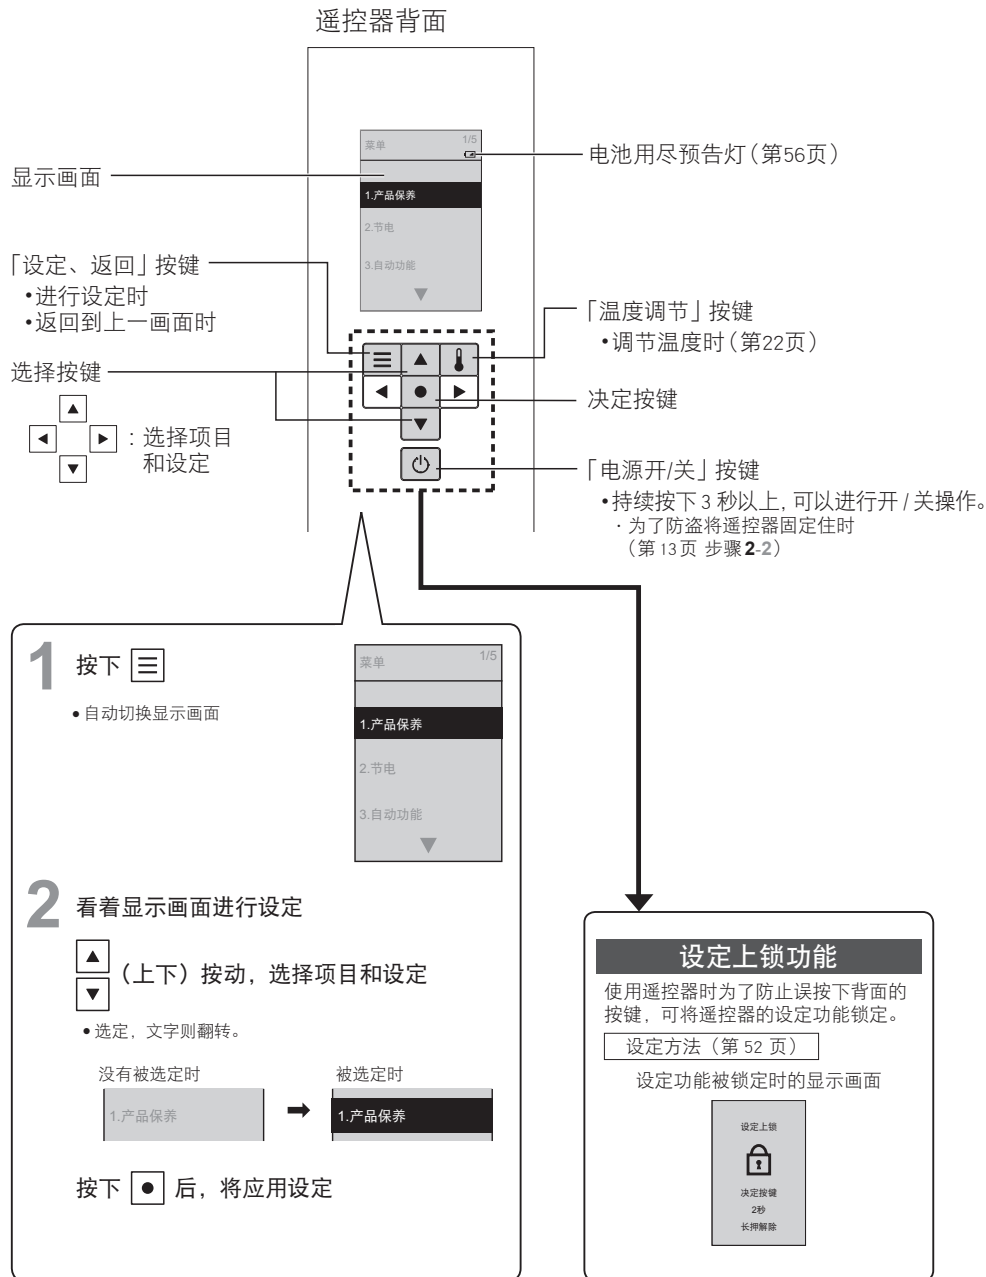 遥控器背面
菜单 1/5
1.产品保养
2.节电
3.自动功能
▼
显示画面
「设定、返回」按键
•进行设定时
•返回到上一画面时
选择按键
▲
◀ ▶ : 选择项目
▼ 和设定
电池用尽预告灯（第56页）
「温度调节」按键
•调节温度时（第22页）
决定按键
「电源开/关」按键
•持续按下 3 秒以上, 可以进行开 / 关操作。
· 为了防盗将遥控器固定住时
（第 13页 步骤2-2）
1 按下 ☰
• 自动切换显示画面
菜单 1/5
1.产品保养
2.节电
3.自动功能
▼
2 看着显示画面进行设定
▲
▼
（上下）按动，选择项目和设定
• 选定，文字则翻转。
没有被选定时 被选定时
1.产品保养 ➡ 1.产品保养
按下 ● 后，将应用设定
设定上锁功能
使用遥控器时为了防止误按下背面的
按键，可将遥控器的设定功能锁定。
设定方法（第 52 页）
设定功能被锁定时的显示画面
设定上锁
决定按键
2秒
长押解除